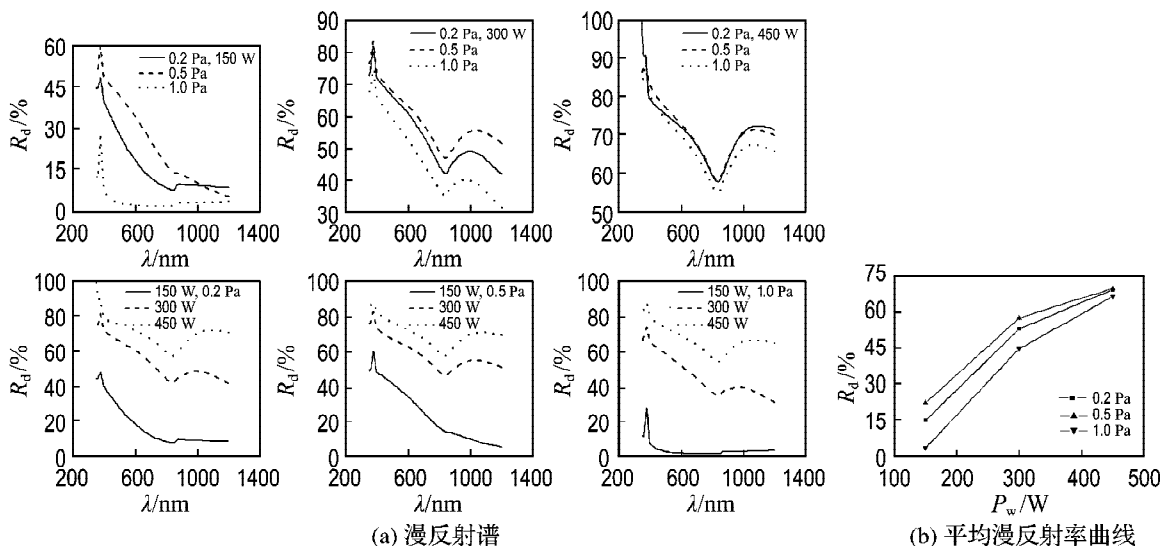 60
45
30
15
0
R_d/%
0.2 Pa, 150 W
0.5 Pa
1.0 Pa
200 600 1000 1400
λ/nm
90
80
70
60
50
40
30
R_d/%
0.2 Pa, 300 W
0.5 Pa
1.0 Pa
200 600 1000 1400
λ/nm
100
90
80
70
60
50
R_d/%
0.2 Pa, 450 W
0.5 Pa
1.0 Pa
200 600 1000 1400
λ/nm
100
80
60
40
20
0
R_d/%
150 W, 0.2 Pa
300 W
450 W
200 600 1000 1400
λ/nm
100
80
60
40
20
0
R_d/%
150 W, 0.5 Pa
300 W
450 W
200 600 1000 1400
λ/nm
100
80
60
40
20
0
R_d/%
150 W, 1.0 Pa
300 W
450 W
200 600 1000 1400
λ/nm
(a) 漫反射谱
75
60
45
30
15
0
R_d/%
0.2 Pa
0.5 Pa
1.0 Pa
100 200 300 400 500
P_w/W
(b) 平均漫反射率曲线